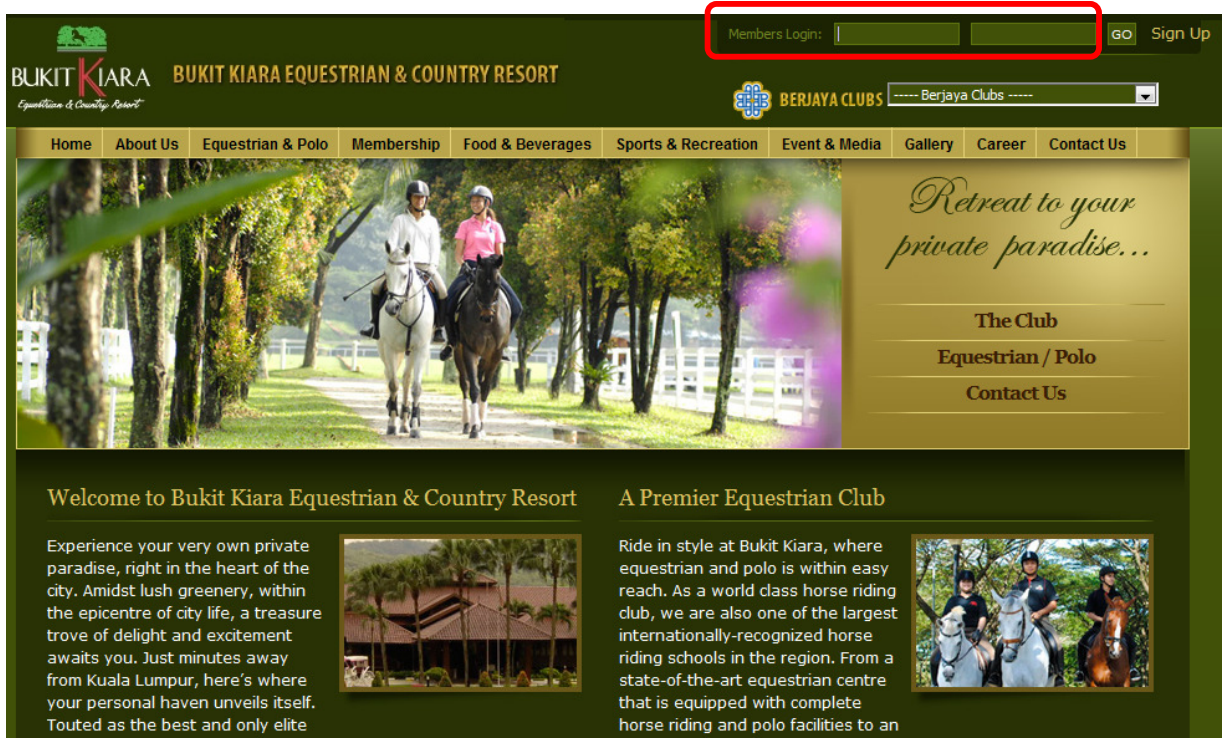 Members Login: GO Sign Up
BUKIT KIARA
Equestrian & Country Resort
BUKIT KIARA EQUESTRIAN & COUNTRY RESORT
BERJAYA CLUBS ----- Berjaya Clubs -----
Home About Us Equestrian & Polo Membership Food & Beverages Sports & Recreation Event & Media Gallery Career Contact Us
Retreat to your
private paradise...
The Club
Equestrian / Polo
Contact Us
Welcome to Bukit Kiara Equestrian & Country Resort
Experience your very own private
paradise, right in the heart of the
city. Amidst lush greenery, within
the epicentre of city life, a treasure
trove of delight and excitement
awaits you. Just minutes away
from Kuala Lumpur, here's where
your personal haven unveils itself.
Touted as the best and only elite
A Premier Equestrian Club
Ride in style at Bukit Kiara, where
equestrian and polo is within easy
reach. As a world class horse riding
club, we are also one of the largest
internationally-recognized horse
riding schools in the region. From a
state-of-the-art equestrian centre
that is equipped with complete
horse riding and polo facilities to an